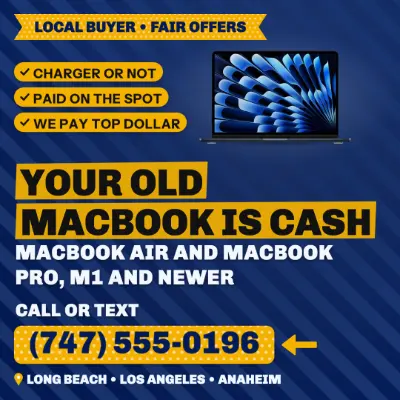 LOCAL BUYER • FAIR OFFERS
CHARGER OR NOT
PAID ON THE SPOT
WE PAY TOP DOLLAR
YOUR OLD
MACBOOK IS CASH
MACBOOK AIR AND MACBOOK
PRO, M1 AND NEWER
CALL OR TEXT
(747) 555-0196
LONG BEACH • LOS ANGELES • ANAHEIM